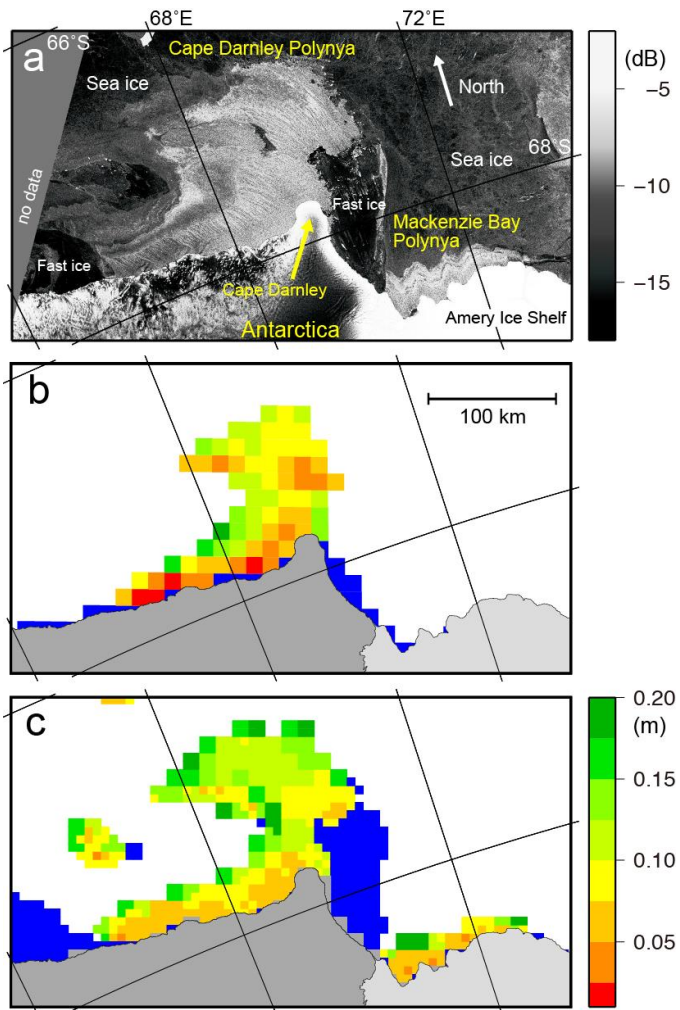 68˚E
72˚E
66˚S
a
Cape Darnley Polynya
(dB)
Sea ice
North
−5
no data
Sea ice
68˚S
−10
Fast ice
Mackenzie Bay
Polynya
Fast ice
Cape Darnley
−15
Antarctica
Amery Ice Shelf
b
100 km
c
0.20
(m)
0.15
0.10
0.05